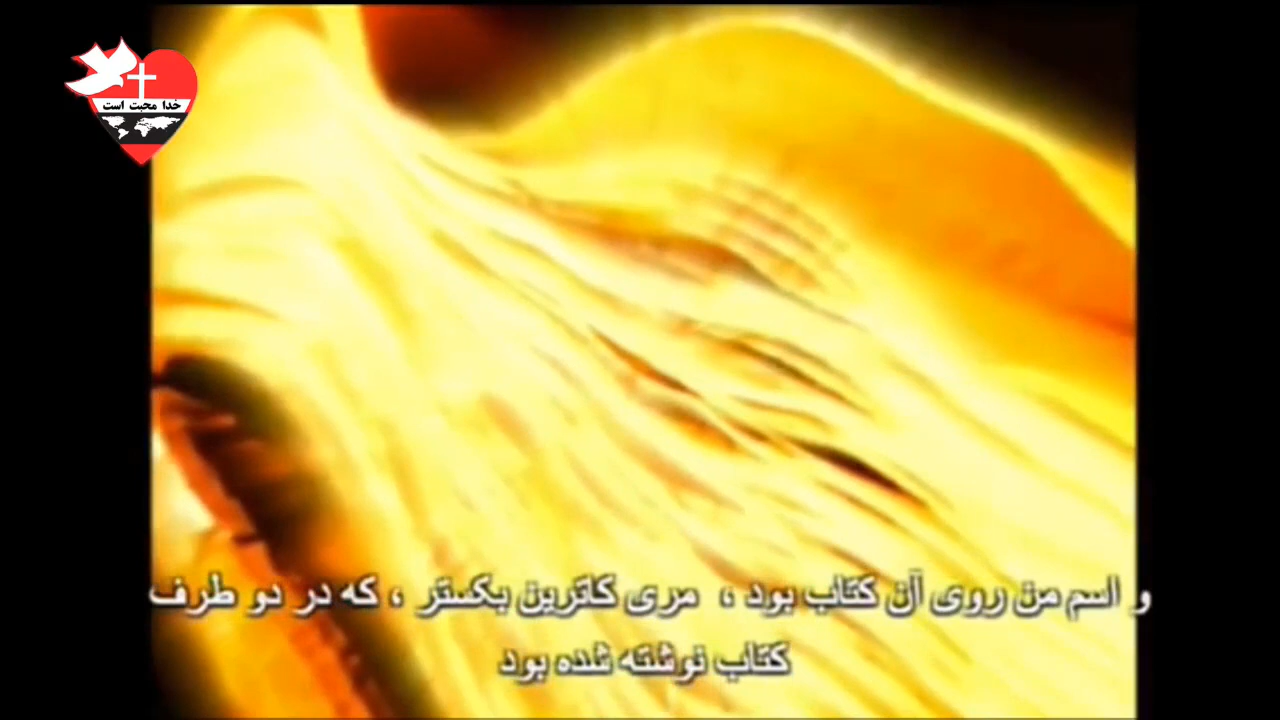 خدا محبت است
و اسم من روی آن کتاب بود ، مری کاترین بکستر ، که در دو طرف
کتاب نوشته شده بود